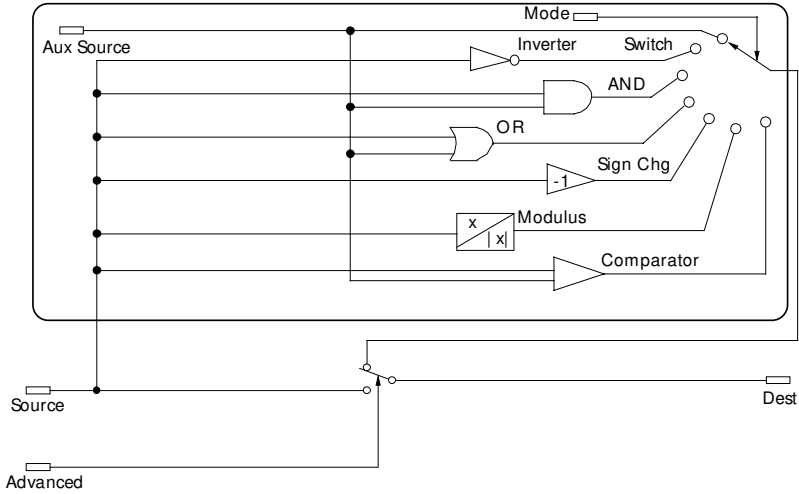 Mode
Aux Source
Inverter
Switch
AND
OR
Sign Chg
-1
Modulus
x
|x|
Comparator
Source
Dest
Advanced